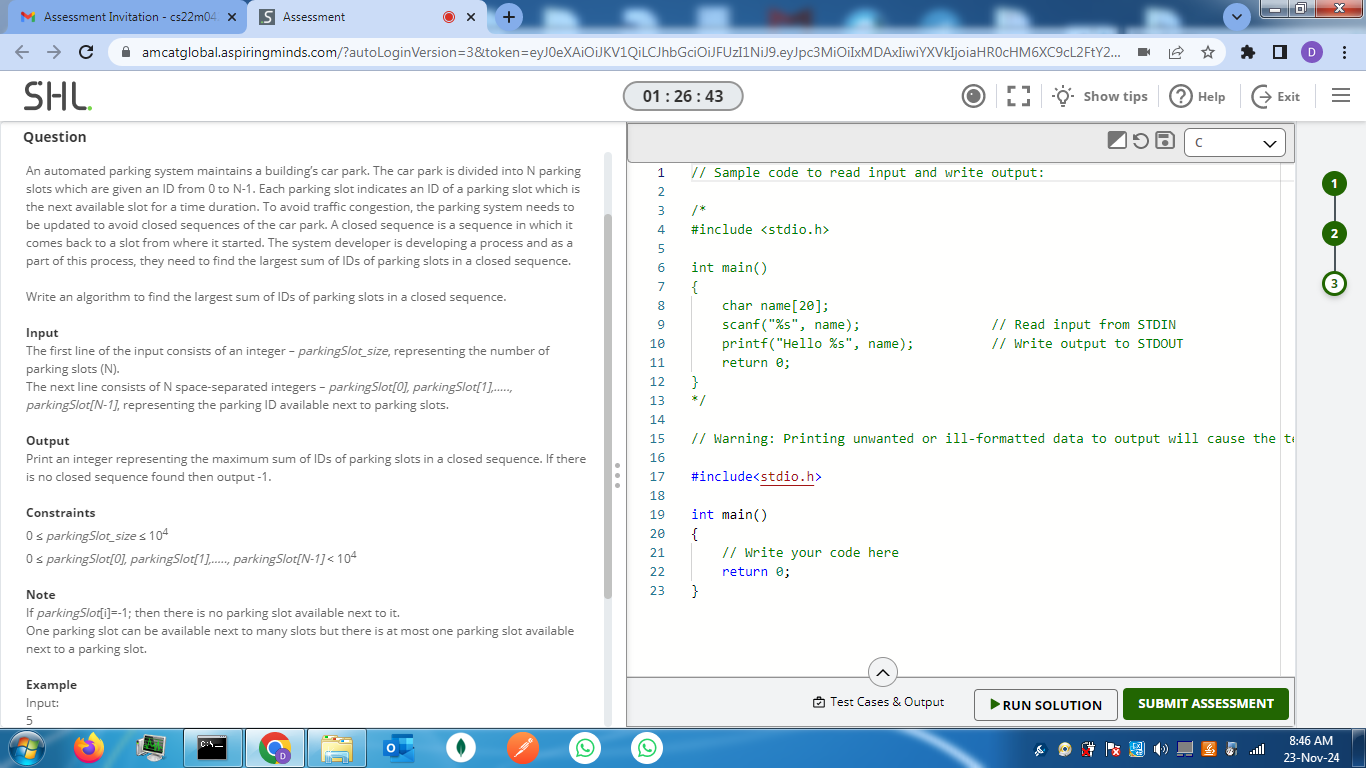 Assessment Invitation - cs22m04
Assessment
amcatglobal.aspiringminds.com/?autoLoginVersion=3&token=eyJ0eXAiOiJKV1QiLCJhbGciOiJFUzI1NiJ9.eyJpc3MiOiIxMDAxIiwiYXVkIjoiaHR0cHM6XC9cL2FtY2...
D
SHL.
01 : 26 : 43
Show tips
Help
Exit
Question
An automated parking system maintains a building's car park. The car park is divided into N parking
slots which are given an ID from 0 to N-1. Each parking slot indicates an ID of a parking slot which is
the next available slot for a time duration. To avoid traffic congestion, the parking system needs to
be updated to avoid closed sequences of the car park. A closed sequence is a sequence in which it
comes back to a slot from where it started. The system developer is developing a process and as a
part of this process, they need to find the largest sum of IDs of parking slots in a closed sequence.
Write an algorithm to find the largest sum of IDs of parking slots in a closed sequence.
Input
The first line of the input consists of an integer – parkingSlot_size, representing the number of
parking slots (N).
The next line consists of N space-separated integers – parkingSlot[0], parkingSlot[1],.....,
parkingSlot[N-1], representing the parking ID available next to parking slots.
Output
Print an integer representing the maximum sum of IDs of parking slots in a closed sequence. If there
is no closed sequence found then output -1.
Constraints
0 ≤ parkingSlot_size ≤ 10⁴
0 ≤ parkingSlot[0], parkingSlot[1],....., parkingSlot[N-1] < 10⁴
Note
If parkingSlot[i]=-1; then there is no parking slot available next to it.
One parking slot can be available next to many slots but there is at most one parking slot available
next to a parking slot.
Example
Input:
5
C
1 // Sample code to read input and write output:
2
3 /*
4 #include <stdio.h>
5
6 int main()
7 {
8 char name[20];
9 scanf("%s", name); // Read input from STDIN
10 printf("Hello %s", name); // Write output to STDOUT
11 return 0;
12 }
13 */
14
15 // Warning: Printing unwanted or ill-formatted data to output will cause the te
16
17 #include<stdio.h>
18
19 int main()
20 {
21 // Write your code here
22 return 0;
23 }
1
2
3
Test Cases & Output
RUN SOLUTION
SUBMIT ASSESSMENT
8:46 AM
23-Nov-24